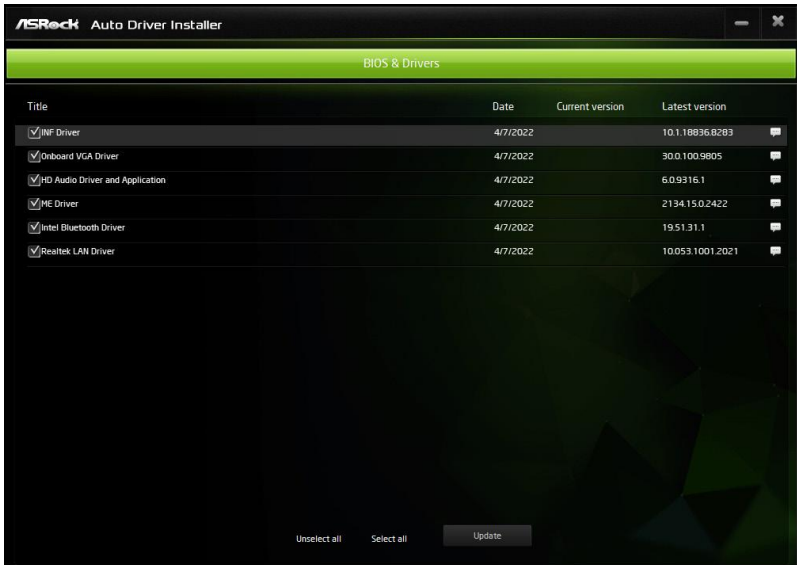 ASRock Auto Driver Installer
BIOS & Drivers
Title Date Current version Latest version
INF Driver 4/7/2022 10.1.18836.8283
Onboard VGA Driver 4/7/2022 30.0.100.9805
HD Audio Driver and Application 4/7/2022 6.0.9316.1
ME Driver 4/7/2022 2134.15.0.2422
Intel Bluetooth Driver 4/7/2022 19.51.31.1
Realtek LAN Driver 4/7/2022 10.053.1001.2021
Unselect all Select all Update